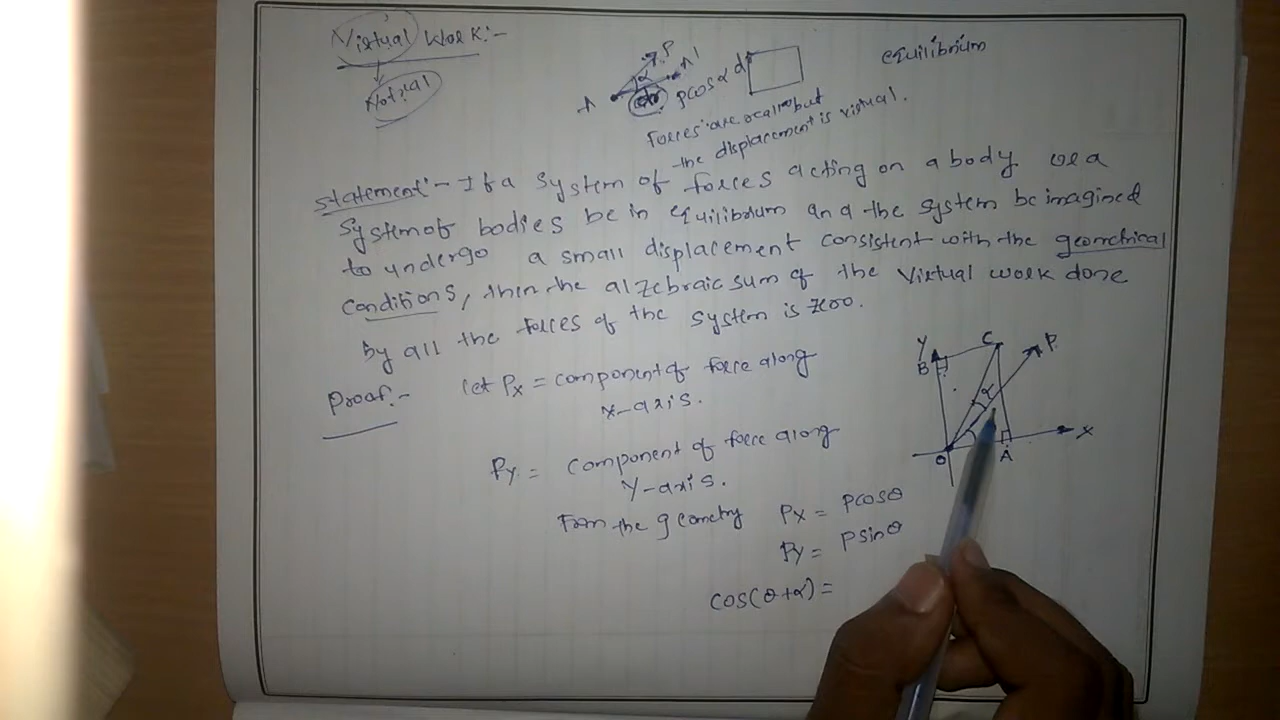 Virtual Work:-
Not real
P
α
A'
A
Pcosα d
equilibrium
Forces are real but
the displacement is virtual.
Statement:- If a system of forces acting on a body or a
system of bodies be in equilibrium and the system be imagined
to undergo a small displacement consistent with the geometrical
conditions, then the alzebraic sum of the virtual work done
by all the forces of the system is zero.
Proof:- Let Px = component of force along
x-axis.
Py = component of force along
Y-axis.
From the geometry Px = Pcosθ
Py = Psinθ
cos(θ+α) =
Y
C
P
B
α
O
A
X